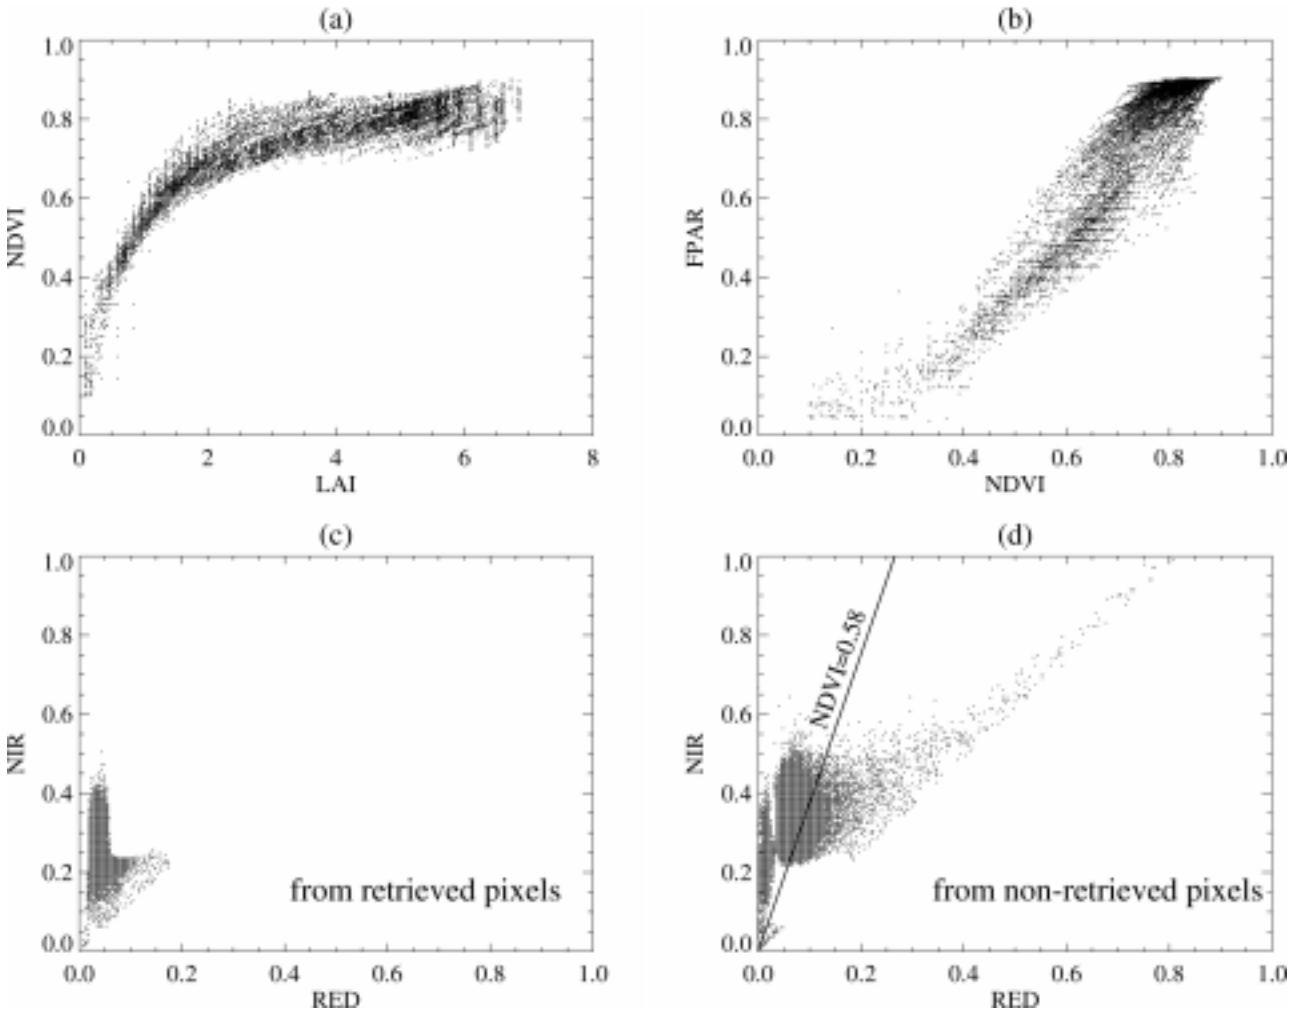 (a)
1.0
0.8
0.6
0.4
0.2
0.0
NDVI
0 2 4 6 8
LAI
(b)
1.0
0.8
0.6
0.4
0.2
0.0
FPAR
0.0 0.2 0.4 0.6 0.8 1.0
NDVI
(c)
1.0
0.8
0.6
0.4
0.2
0.0
NIR
from retrieved pixels
0.0 0.2 0.4 0.6 0.8 1.0
RED
(d)
1.0
0.8
0.6
0.4
0.2
0.0
NIR
NDVI=0.58
from non-retrieved pixels
0.0 0.2 0.4 0.6 0.8 1.0
RED